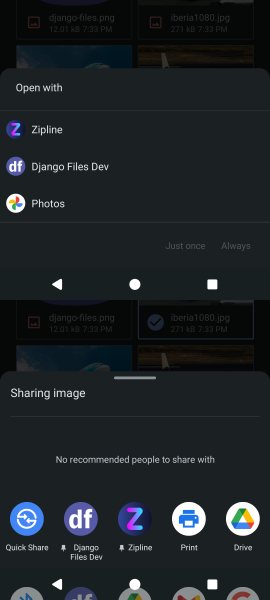 django-files.png
iberia1080.jpg
12.01 kB 7:33 PM
271 kB 7:33 PM
Open with
Zipline
df
Django Files Dev
Photos
Just once
Always
django-files.png
iberia1080.jpg
12.01 kB 7:33 PM
271 kB 7:33 PM
Sharing image
No recommended people to share with
df
Quick Share
Django
Files Dev
Zipline
Print
Drive